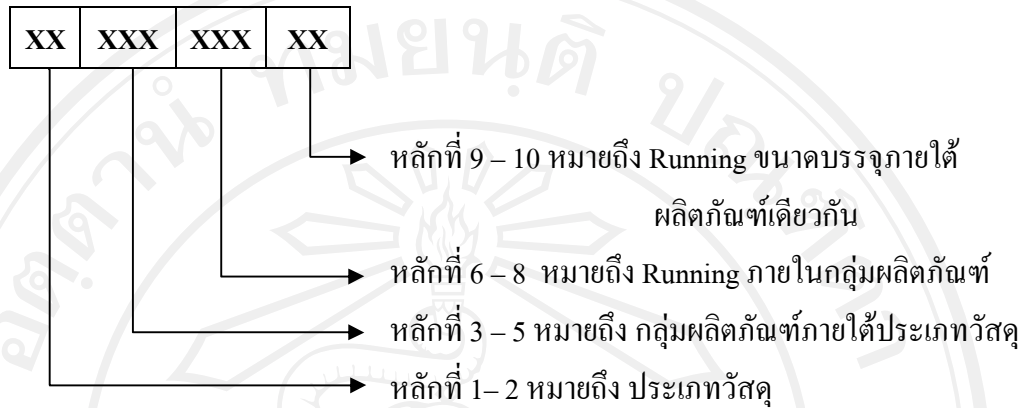 XX XXX XXX XX
หลักที่ 9 – 10 หมายถึง Running ขนาดบรรจุภายใต้
ผลิตภัณฑ์เดียวกัน
หลักที่ 6 – 8 หมายถึง Running ภายในกลุ่มผลิตภัณฑ์
หลักที่ 3 – 5 หมายถึง กลุ่มผลิตภัณฑ์ภายใต้ประเภทวัสดุ
หลักที่ 1– 2 หมายถึง ประเภทวัสดุ